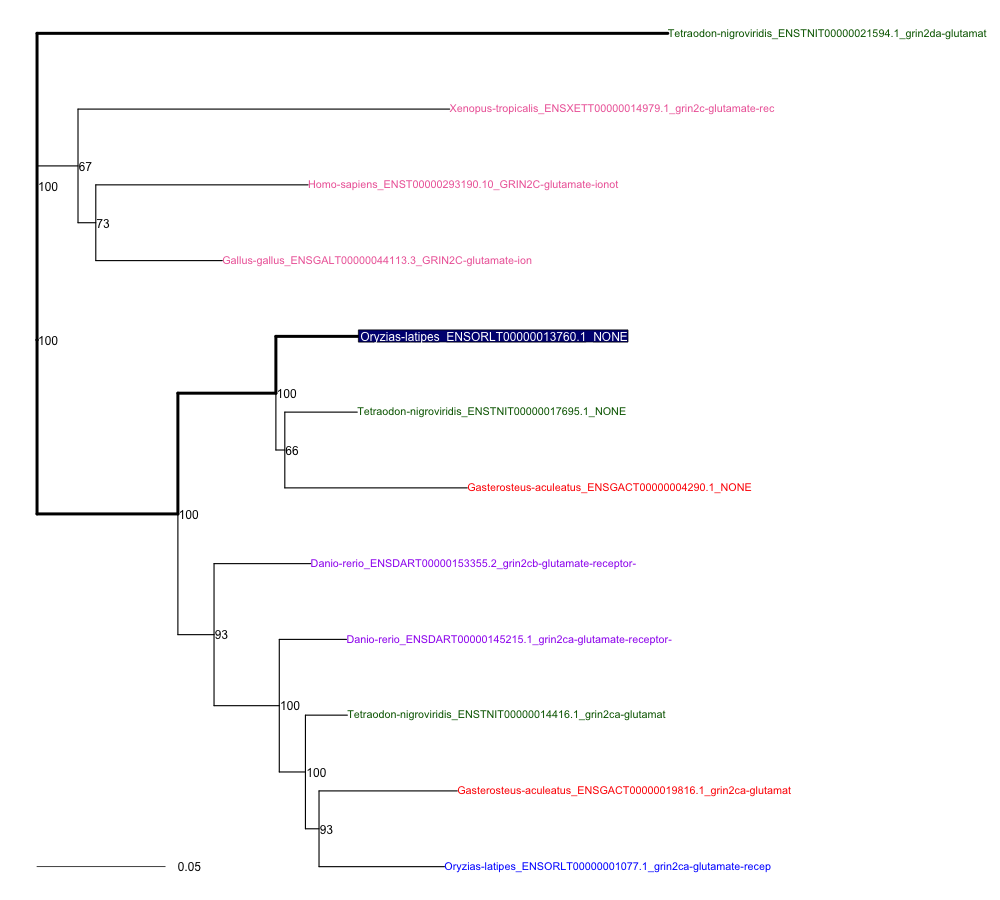 Tetraodon-nigroviridis_ENSTNIT00000021594.1_grin2da-glutamat
Xenopus-tropicalis_ENSXETT00000014979.1_grin2c-glutamate-rec
67
Homo-sapiens_ENST00000293190.10_GRIN2C-glutamate-ionot
100
73
Gallus-gallus_ENSGALT00000044113.3_GRIN2C-glutamate-ion
Oryzias-latipes_ENSORLT00000013760.1_NONE
100
100
Tetraodon-nigroviridis_ENSTNIT00000017695.1_NONE
66
Gasterosteus-aculeatus_ENSGACT00000004290.1_NONE
100
Danio-rerio_ENSDART00000153355.2_grin2cb-glutamate-receptor-
93
Danio-rerio_ENSDART00000145215.1_grin2ca-glutamate-receptor-
100
Tetraodon-nigroviridis_ENSTNIT00000014416.1_grin2ca-glutamat
100
Gasterosteus-aculeatus_ENSGACT00000019816.1_grin2ca-glutamat
93
Oryzias-latipes_ENSORLT00000001077.1_grin2ca-glutamate-recep
0.05